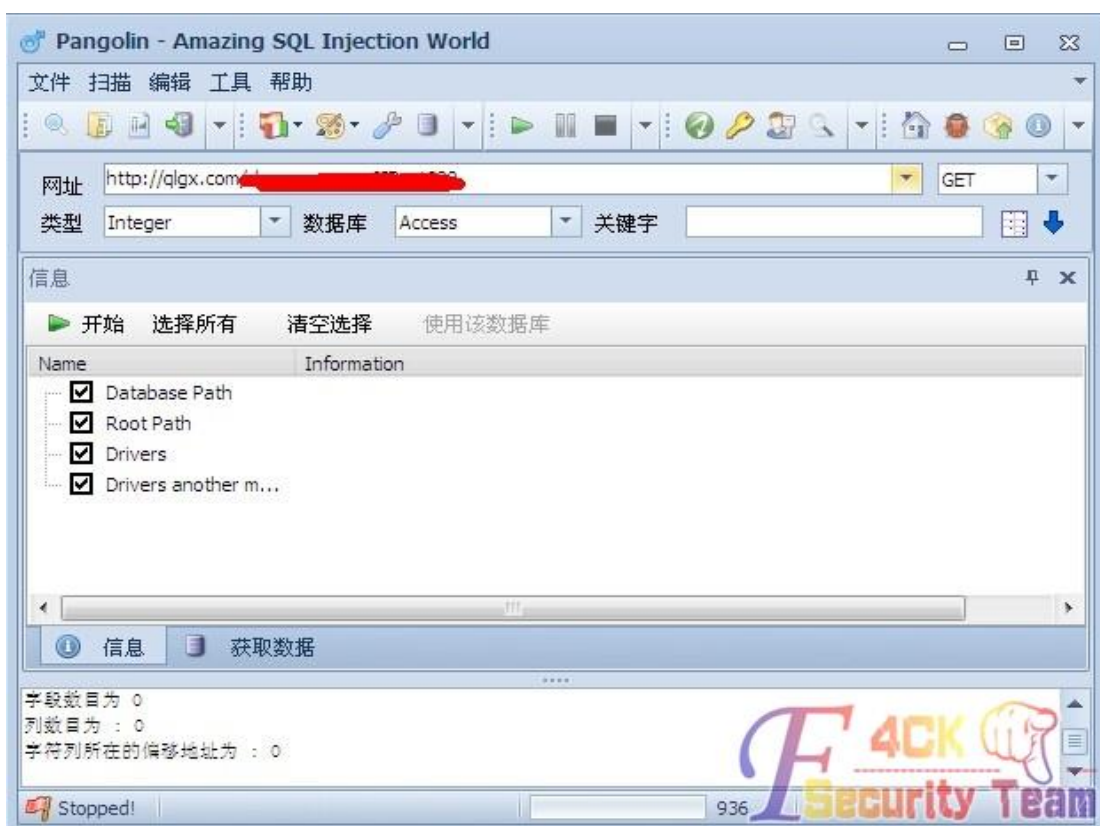 Pangolin - Amazing SQL Injection World
文件 扫描 编辑 工具 帮助
网址 http://qlgx.com/ GET
类型 Integer 数据库 Access 关键字
信息
开始 选择所有 清空选择 使用该数据库
Name Information
Database Path
Root Path
Drivers
Drivers another m...
信息 获取数据
字段数目为 0
列数目为 : 0
字符列所在的偏移地址为 : 0
F4CK
Security Team
Stopped! 936